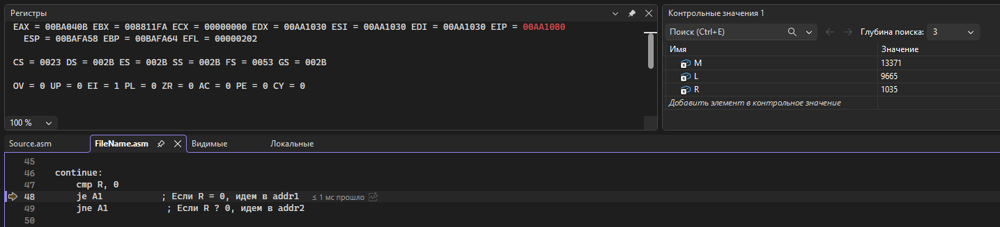 Регистры
EAX = 00BA040B EBX = 008811FA ECX = 00000000 EDX = 00AA1030 ESI = 00AA1030 EDI = 00AA1030 EIP = 00AA1080
ESP = 00BAFA58 EBP = 00BAFA64 EFL = 00000202
CS = 0023 DS = 002B ES = 002B SS = 002B FS = 0053 GS = 002B
OV = 0 UP = 0 EI = 1 PL = 0 ZR = 0 AC = 0 PE = 0 CY = 0
100 %
Контрольные значения 1
Поиск (Ctrl+E) Глубина поиска: 3
Имя Значение
M 13371
L 9665
R 1035
Добавить элемент в контрольное значение
Source.asm FileName.asm Видимые Локальные
45
46 continue:
47 cmp R, 0
48 je A1 ; Если R = 0, идем в addr1 ≤ 1 мс прошло
49 jne A1 ; Если R ? 0, идем в addr2
50